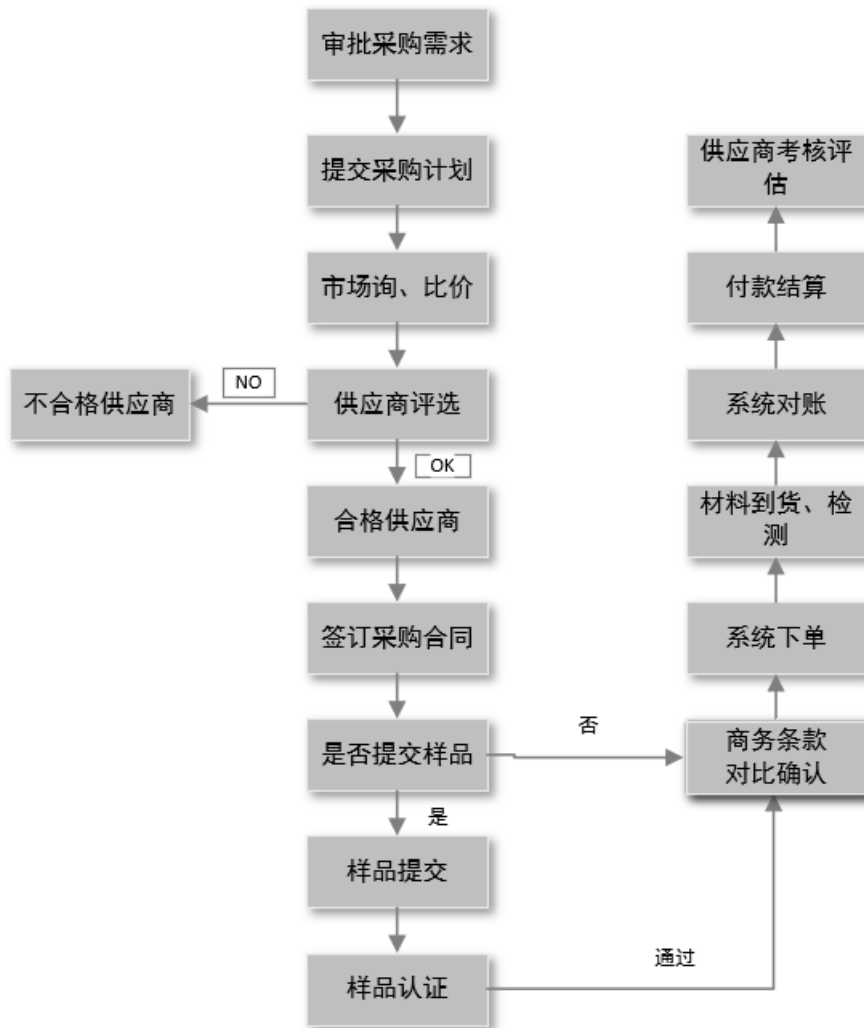 审批采购需求
提交采购计划
市场询、比价
NO
不合格供应商
供应商评选
OK
合格供应商
签订采购合同
是否提交样品
否
是
样品提交
样品认证
通过
商务条款
对比确认
系统下单
材料到货、检
测
系统对账
付款结算
供应商考核评
估